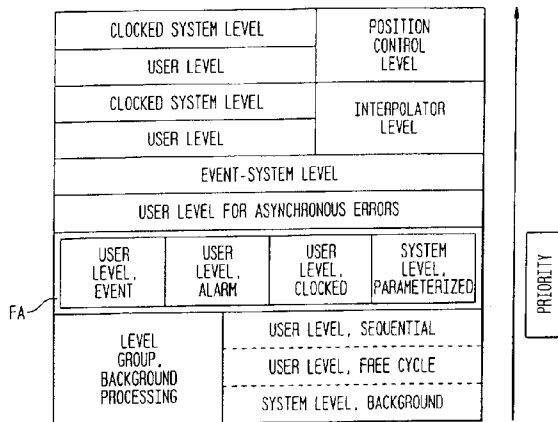 CLOCKED SYSTEM LEVEL
USER LEVEL
POSITION
CONTROL
LEVEL
CLOCKED SYSTEM LEVEL
USER LEVEL
INTERPOLATOR
LEVEL
EVENT-SYSTEM LEVEL
USER LEVEL FOR ASYNCHRONOUS ERRORS
USER
LEVEL,
EVENT
USER
LEVEL,
ALARM
USER
LEVEL,
CLOCKED
SYSTEM
LEVEL,
PARAMETERIZED
FA
LEVEL
GROUP,
BACKGROUND
PROCESSING
USER LEVEL, SEQUENTIAL
USER LEVEL, FREE CYCLE
SYSTEM LEVEL, BACKGROUND
PRIORITY